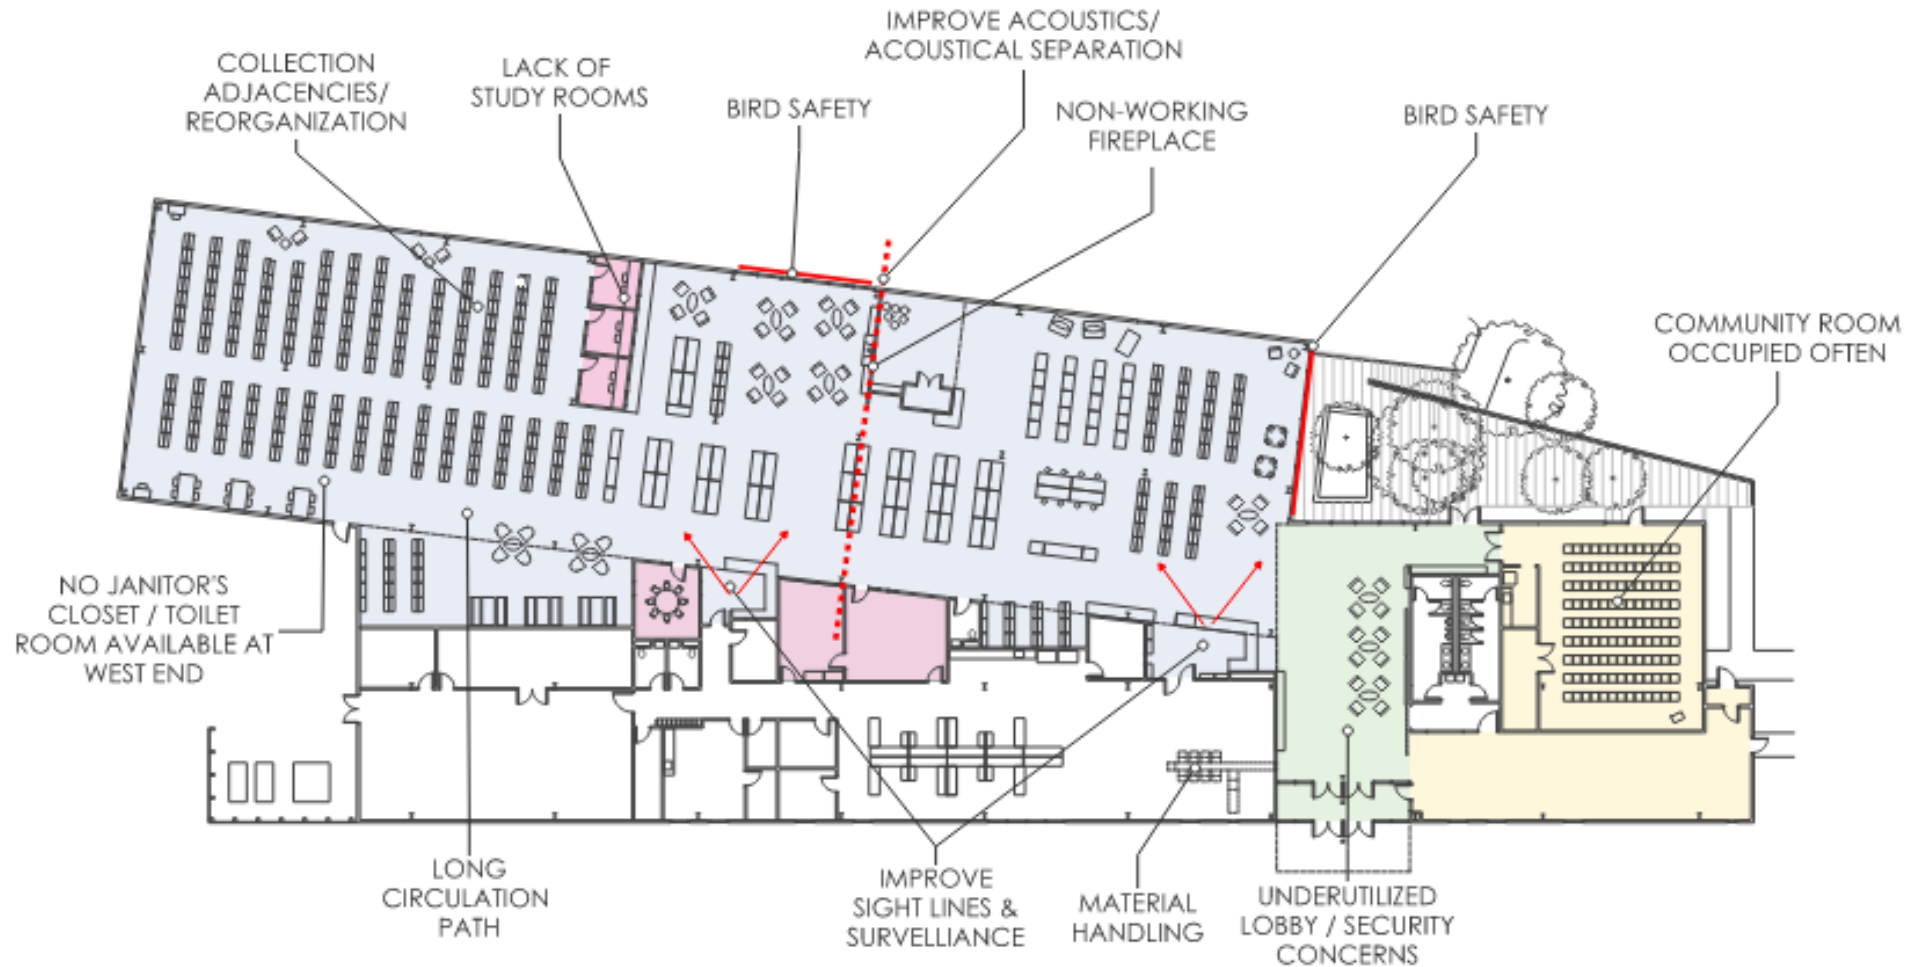 IMPROVE ACOUSTICS/
ACOUSTICAL SEPARATION
COLLECTION
ADJACENCIES/
REORGANIZATION
LACK OF
STUDY ROOMS
BIRD SAFETY
NON-WORKING
FIREPLACE
BIRD SAFETY
COMMUNITY ROOM
OCCUPIED OFTEN
NO JANITOR'S
CLOSET / TOILET
ROOM AVAILABLE AT
WEST END
LONG
CIRCULATION
PATH
IMPROVE
SIGHT LINES &
SURVELLIANCE
MATERIAL
HANDLING
UNDERUTILIZED
LOBBY / SECURITY
CONCERNS